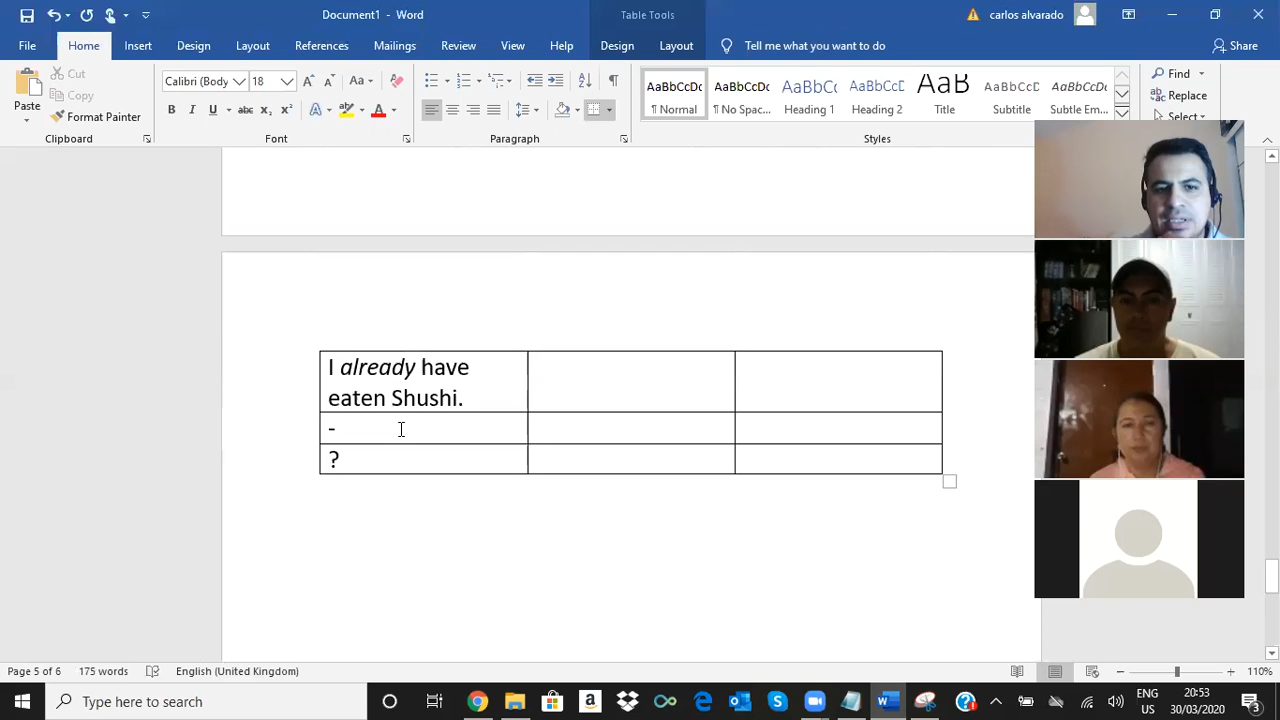 Document1 - Word
Table Tools
carlos alvarado
File
Home
Insert
Design
Layout
References
Mailings
Review
View
Help
Design
Layout
Tell me what you want to do
Share
Paste
Cut
Copy
Format Painter
Clipboard
Calibri (Body
18
Font
Paragraph
AaBbCcDc
¶ Normal
AaBbCcDc
¶ No Spac...
AaBbCc
Heading 1
AaBbCcC
Heading 2
AaB
Title
AaBbCcD
Subtitle
AaBbCcDc
Subtle Em...
Styles
Find
Replace
Select
I already have
eaten Shushi.
-
?
Page 5 of 6
175 words
English (United Kingdom)
110%
Type here to search
ENG
US
20:53
30/03/2020
3